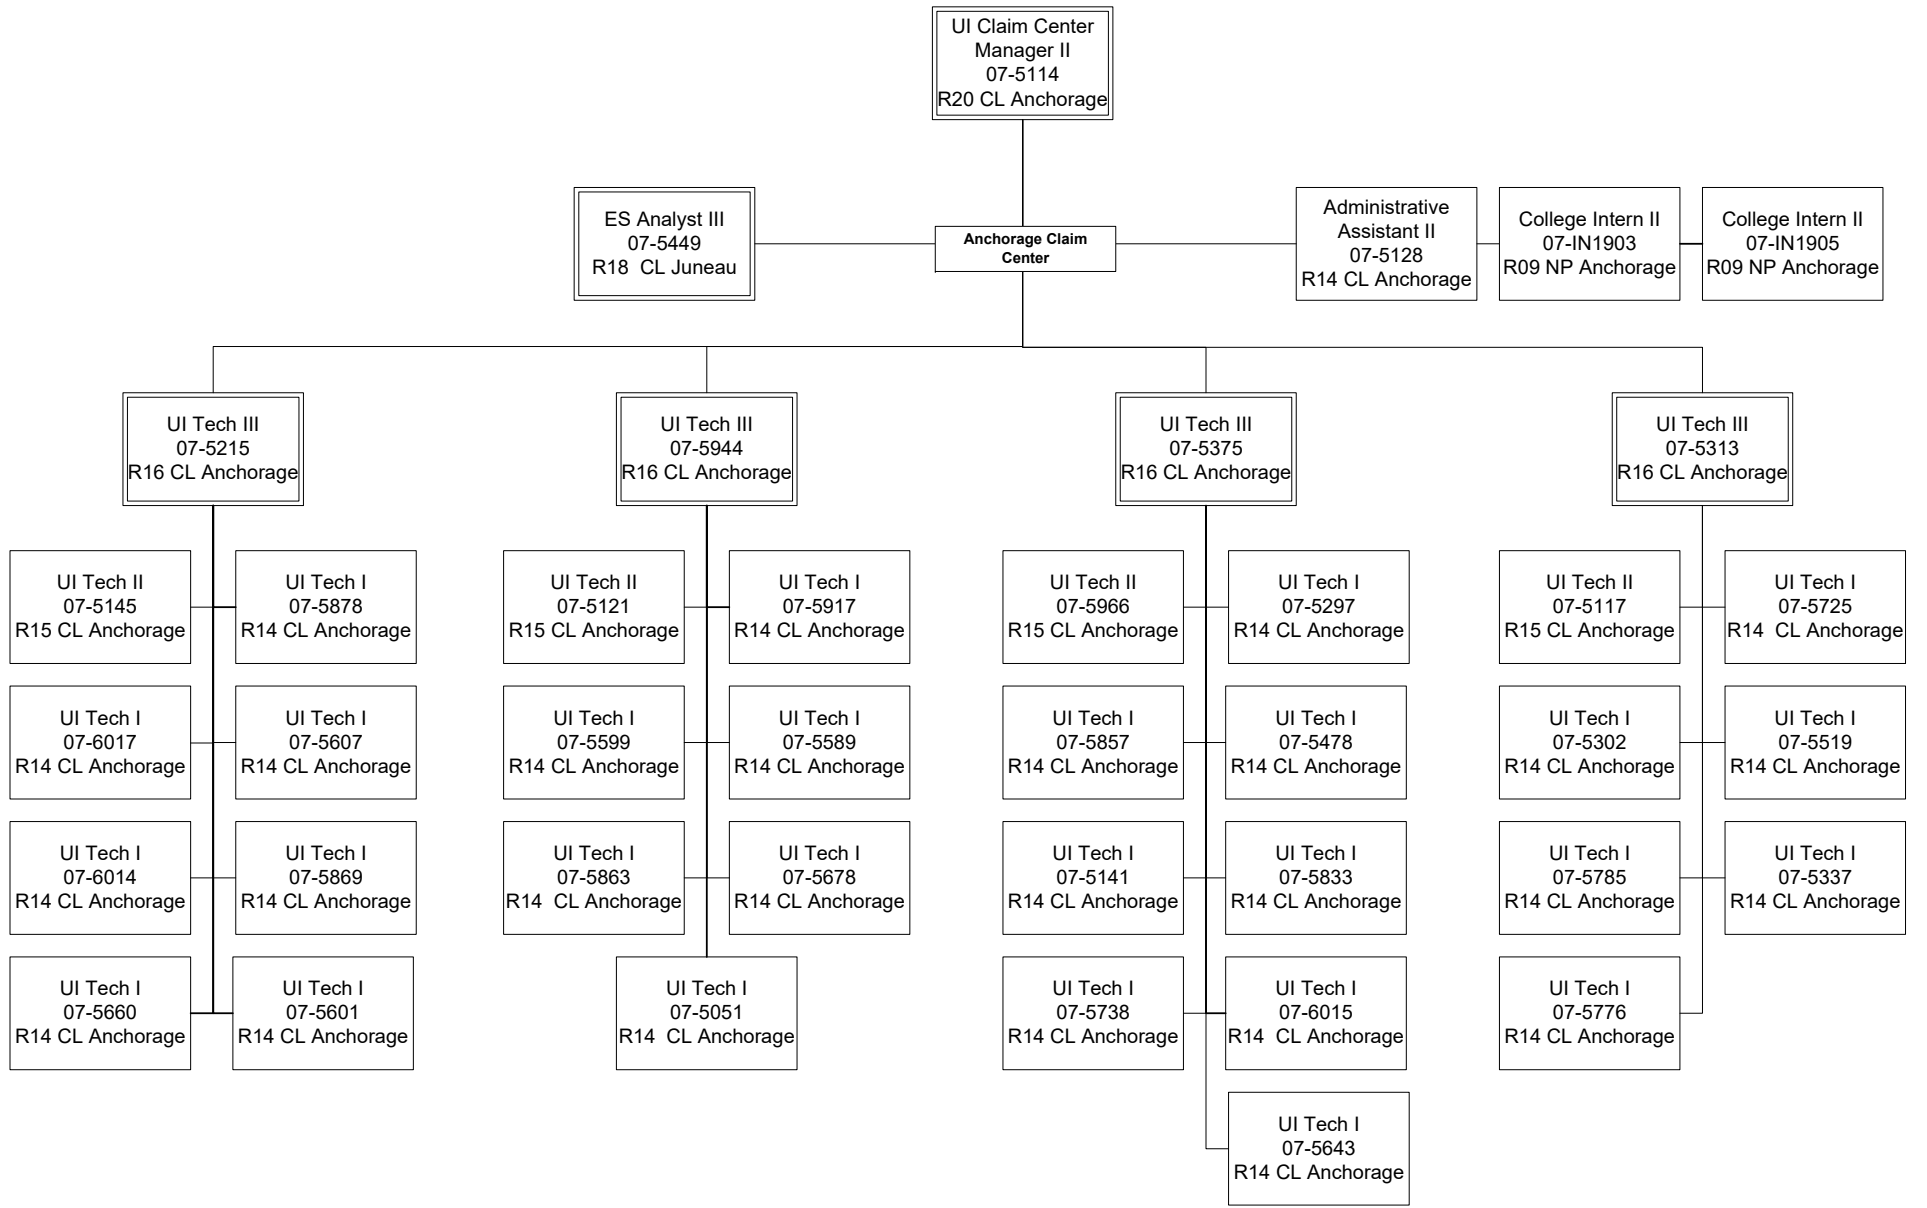 UI Claim Center
Manager II
07-5114
R20 CL Anchorage
ES Analyst III
07-5449
R18  CL Juneau
Anchorage Claim
Center
Administrative
Assistant II
07-5128
R14 CL Anchorage
College Intern II
07-IN1903
R09 NP Anchorage
College Intern II
07-IN1905
R09 NP Anchorage
UI Tech III
07-5215
R16 CL Anchorage
UI Tech III
07-5944
R16 CL Anchorage
UI Tech III
07-5375
R16 CL Anchorage
UI Tech III
07-5313
R16 CL Anchorage
UI Tech II
07-5145
R15 CL Anchorage
UI Tech I
07-5878
R14 CL Anchorage
UI Tech II
07-5121
R15 CL Anchorage
UI Tech I
07-5917
R14 CL Anchorage
UI Tech II
07-5966
R15 CL Anchorage
UI Tech I
07-5297
R14 CL Anchorage
UI Tech II
07-5117
R15 CL Anchorage
UI Tech I
07-5725
R14  CL Anchorage
UI Tech I
07-6017
R14 CL Anchorage
UI Tech I
07-5607
R14 CL Anchorage
UI Tech I
07-5599
R14 CL Anchorage
UI Tech I
07-5589
R14 CL Anchorage
UI Tech I
07-5857
R14 CL Anchorage
UI Tech I
07-5478
R14 CL Anchorage
UI Tech I
07-5302
R14 CL Anchorage
UI Tech I
07-5519
R14 CL Anchorage
UI Tech I
07-6014
R14 CL Anchorage
UI Tech I
07-5869
R14 CL Anchorage
UI Tech I
07-5863
R14  CL Anchorage
UI Tech I
07-5678
R14 CL Anchorage
UI Tech I
07-5141
R14 CL Anchorage
UI Tech I
07-5833
R14 CL Anchorage
UI Tech I
07-5785
R14 CL Anchorage
UI Tech I
07-5337
R14 CL Anchorage
UI Tech I
07-5660
R14 CL Anchorage
UI Tech I
07-5601
R14 CL Anchorage
UI Tech I
07-5051
R14  CL Anchorage
UI Tech I
07-5738
R14 CL Anchorage
UI Tech I
07-6015
R14  CL Anchorage
UI Tech I
07-5776
R14 CL Anchorage
UI Tech I
07-5643
R14 CL Anchorage